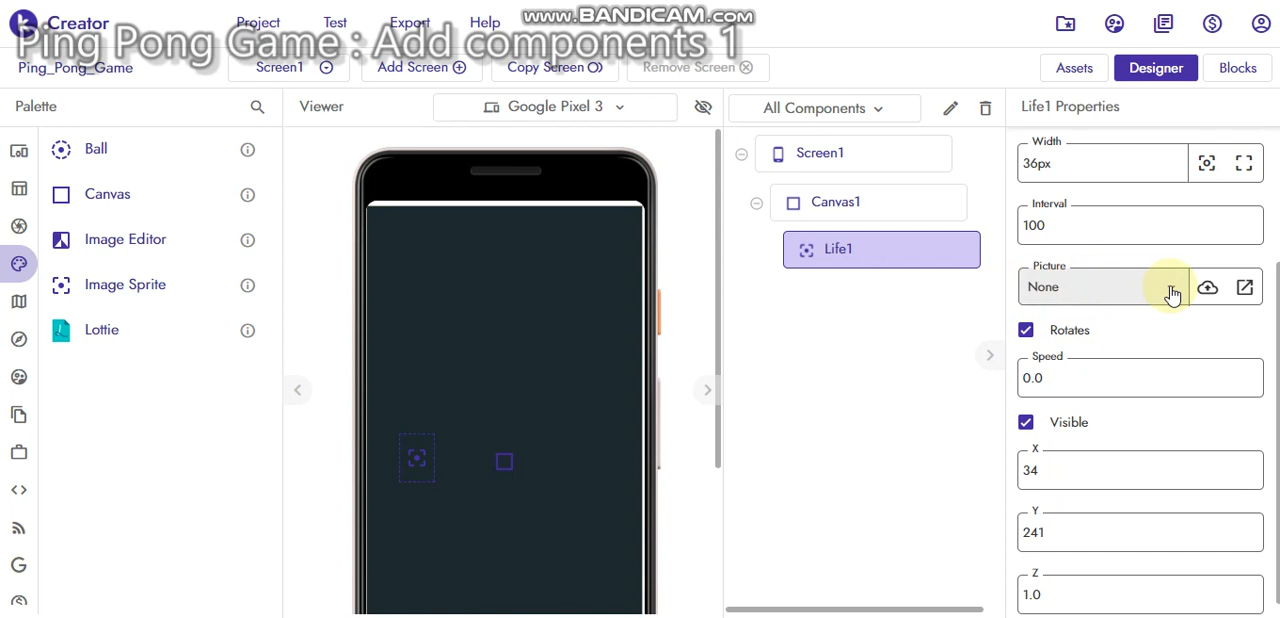 www.BANDICAM.com
Creator
Project
Test
Export
Help
Ping Pong Game : Add components 1
Ping_Pong_Game
Screen1
Add Screen
Copy Screen
Remove Screen
Assets
Designer
Blocks
Palette
Viewer
Google Pixel 3
All Components
Life1 Properties
Ball
Canvas
Image Editor
Image Sprite
Lottie
Screen1
Canvas1
Life1
Width
36px
Interval
100
Picture
None
Rotates
Speed
0.0
Visible
X
34
Y
241
Z
1.0